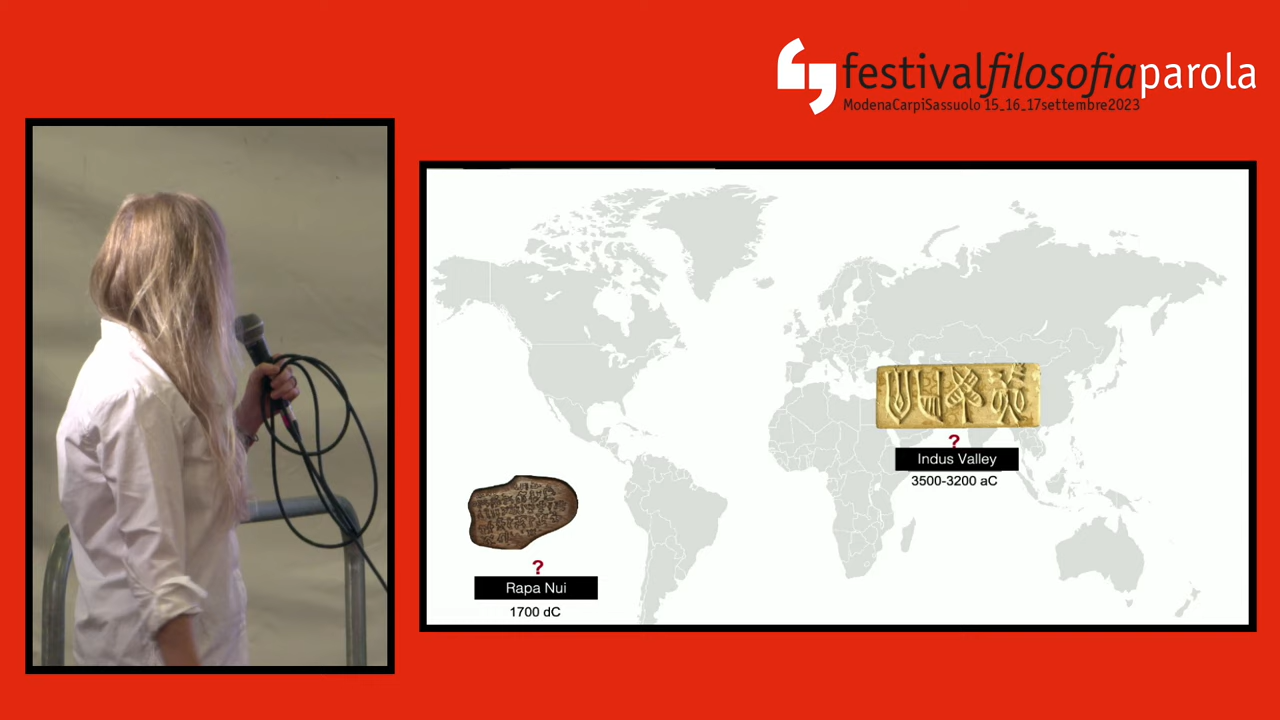 festivalfilosofiaparola
ModenaCarpiSassuolo 15_16_17settembre2023
?
Indus Valley
3500-3200 aC
?
Rapa Nui
1700 dC